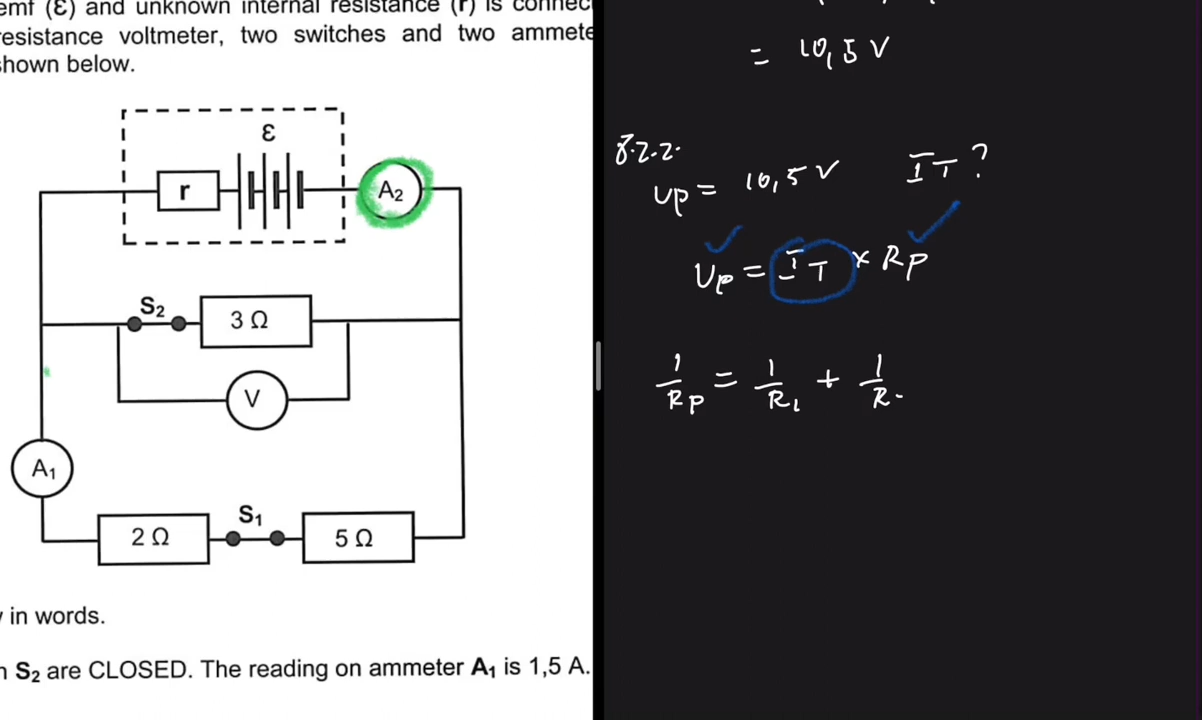 emf (ℰ) and unknown internal resistance (r) is connec
resistance voltmeter, two switches and two ammete
shown below.
ℰ
r
A₂
S₂
3 Ω
V
A₁
S₁
2 Ω
5 Ω
in words.
S₂ are CLOSED. The reading on ammeter A₁ is 1,5 A.
= 10,5 V
8.2.2.
Vp = 10,5 V IT ?
Vp = IT × Rp
1/Rp = 1/R₁ + 1/R